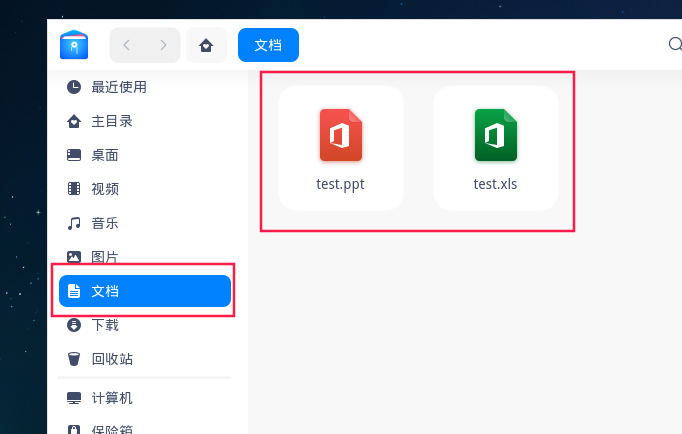 文档
最近使用
主目录
桌面
视频
音乐
图片
文档
下载
回收站
计算机
保险箱
test.ppt
test.xls